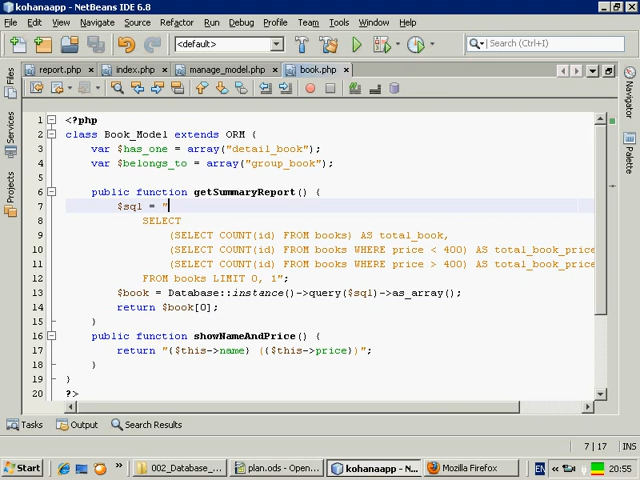 kohanaapp - NetBeans IDE 6.8
File Edit View Navigate Source Refactor Run Debug Profile Team Tools Window Help
<default> Search (Ctrl+I)
report.php index.php manage_model.php book.php
Files
Services
Projects
Navigator
Palette
1 <?php
2 class Book_Model extends ORM {
3 var $has_one = array("detail_book");
4 var $belongs_to = array("group_book");
5
6 public function getSummaryReport() {
7 $sql = "
8 SELECT
9 (SELECT COUNT(id) FROM books) AS total_book,
10 (SELECT COUNT(id) FROM books WHERE price < 400) AS total_book_price
11 (SELECT COUNT(id) FROM books WHERE price > 400) AS total_book_price
12 FROM books LIMIT 0, 1";
13 $book = Database::instance()->query($sql)->as_array();
14 return $book[0];
15 }
16 public function showNameAndPrice() {
17 return "{$this->name} ({$this->price})";
18 }
19 }
20 ?>
Tasks Output Search Results
7 | 17 INS
Start 002_Database_... plan.ods - Open... kohanaapp - N... Mozilla Firefox EN 20:55